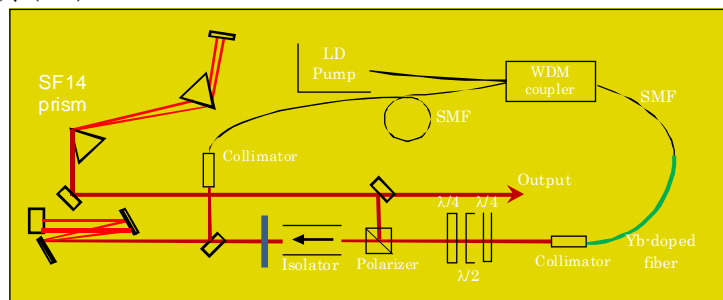 LD
Pump
WDM
coupler
SMF
SF14
prism
SMF
Collimator
Output
λ/4 λ/4
Isolator
Polarizer
λ/2
Collimator
Yb-doped
fiber